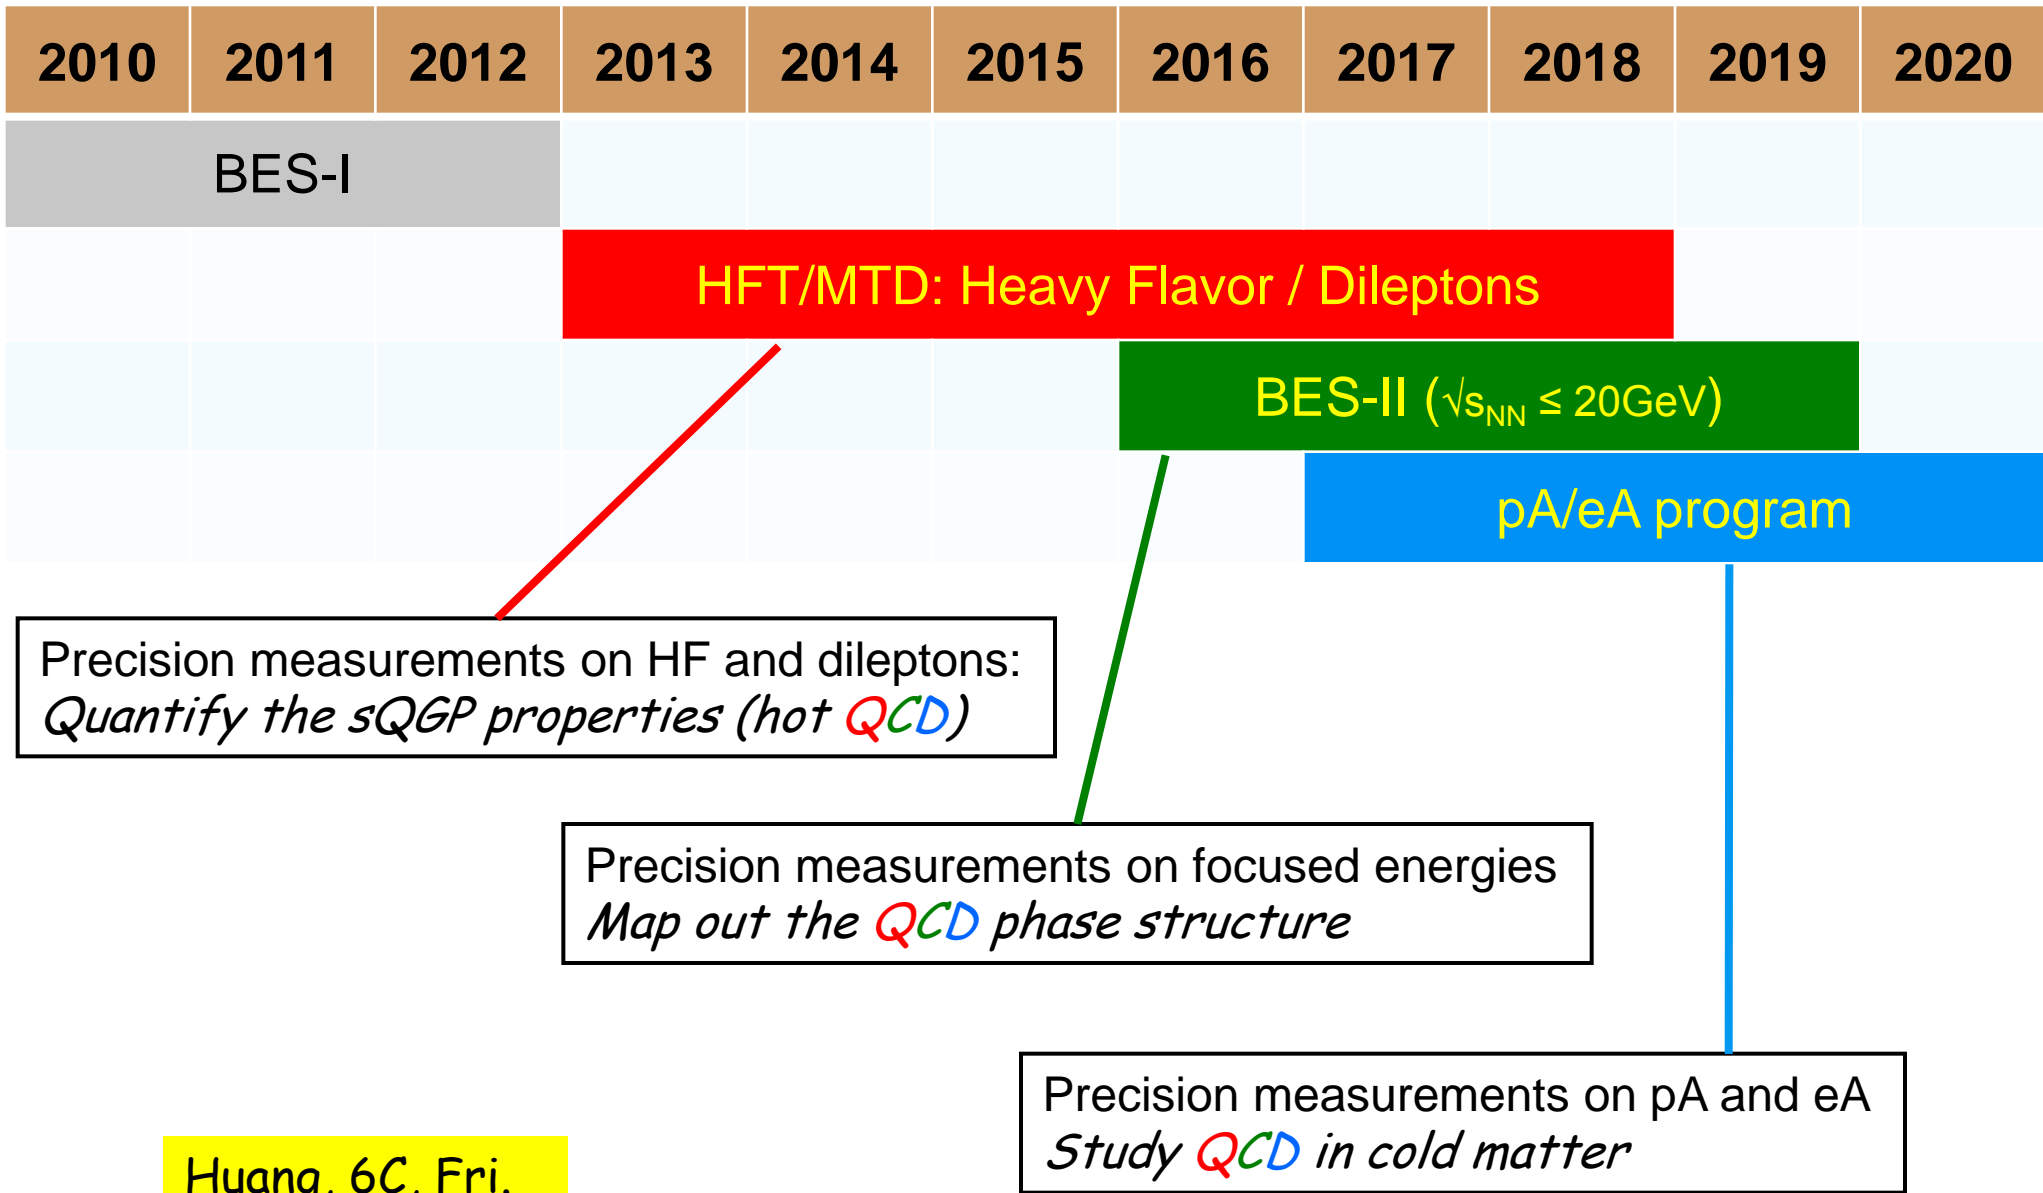 2010 2011 2012 2013 2014 2015 2016 2017 2018 2019 2020
BES-I
HFT/MTD: Heavy Flavor / Dileptons
BES-II (√s_NN ≤ 20GeV)
pA/eA program
Precision measurements on HF and dileptons:
Quantify the sQGP properties (hot QCD)
Precision measurements on focused energies
Map out the QCD phase structure
Precision measurements on pA and eA
Study QCD in cold matter
Huang, 6C, Fri.